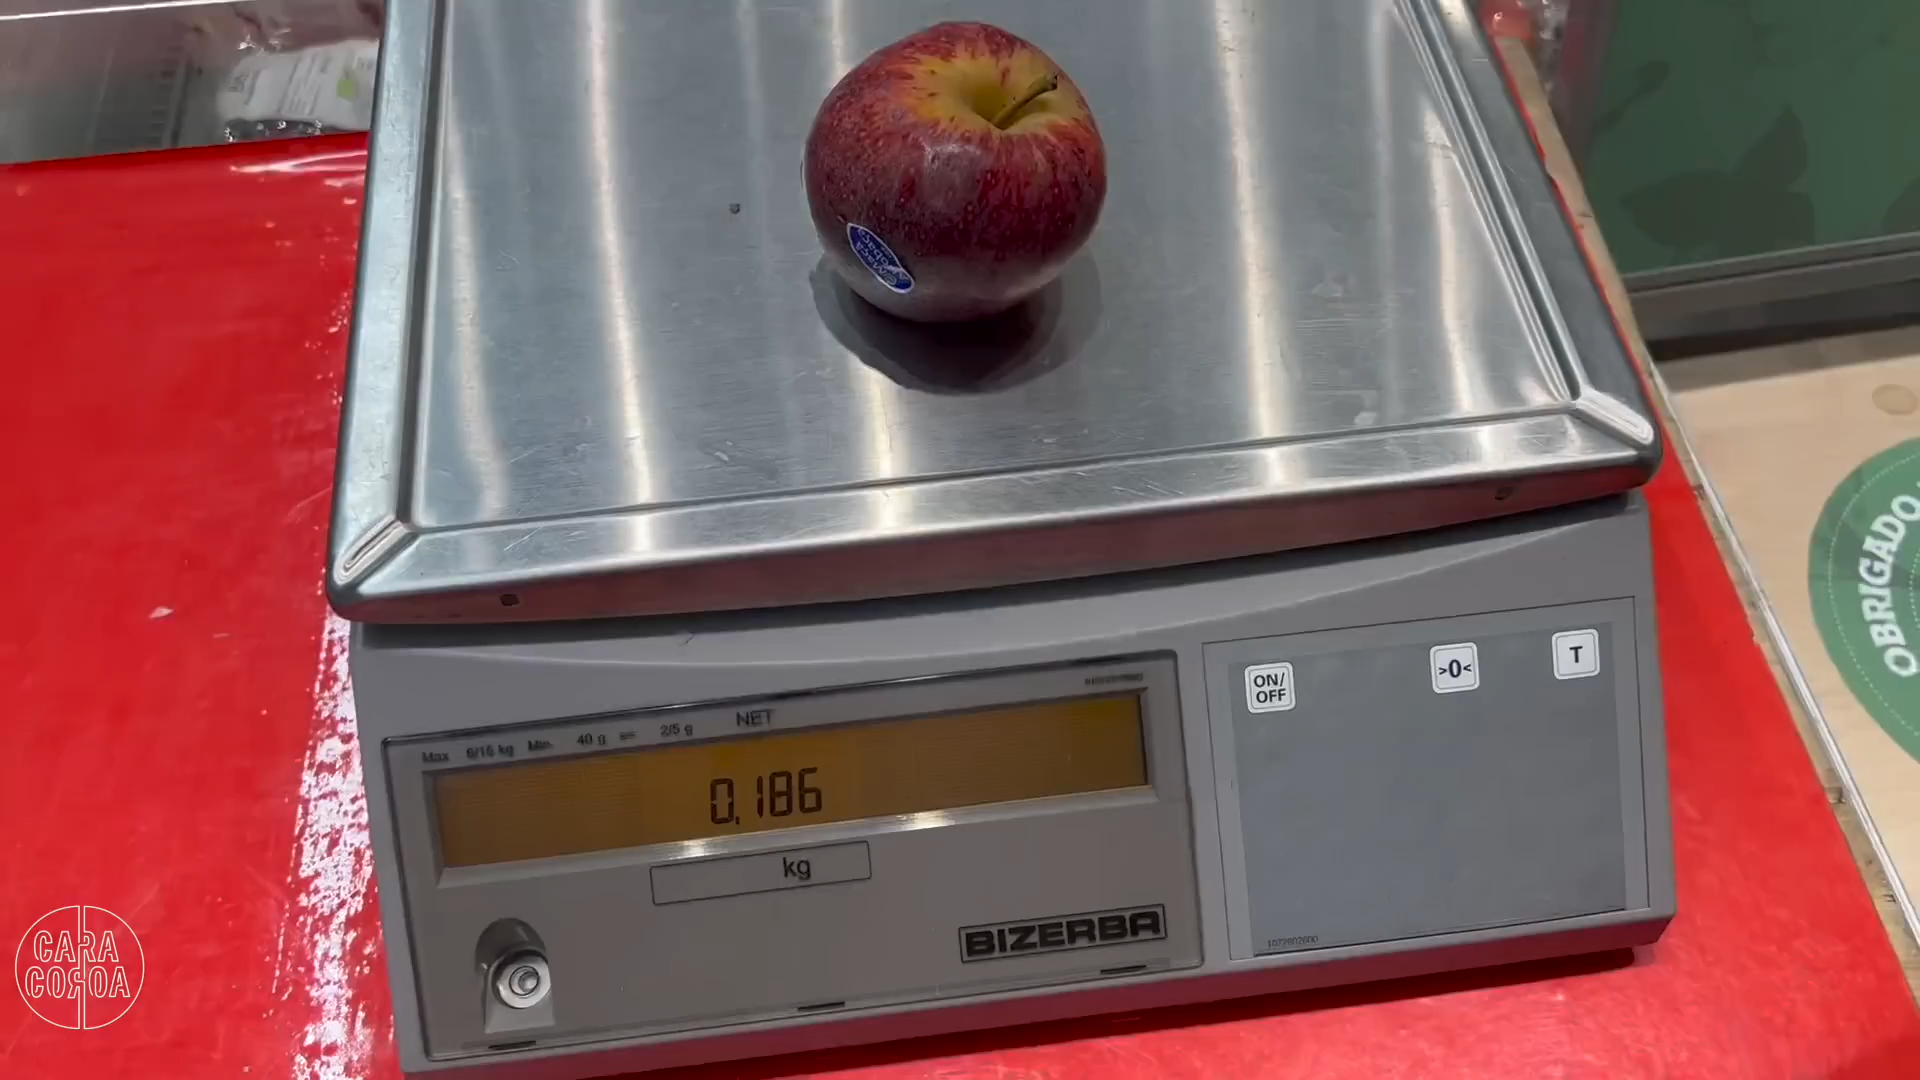 OBRIGADO
ON/
OFF
>0<
T
NET
Max 6/15 kg Min 40 g e= 2/5 g
0,186
kg
BIZERBA
CARA
COROA